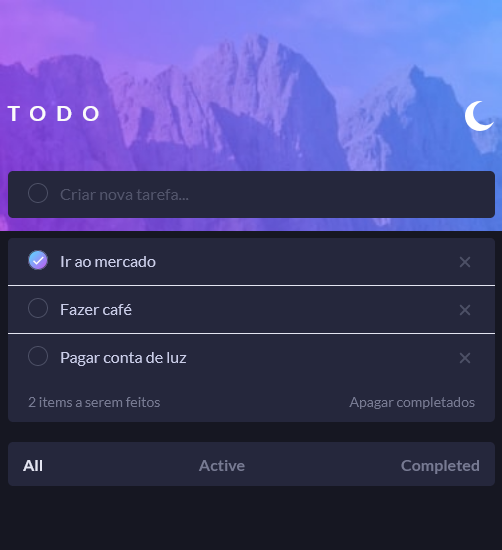 TODO
Criar nova tarefa...
Ir ao mercado
Fazer café
Pagar conta de luz
2 items a serem feitos Apagar completados
All Active Completed